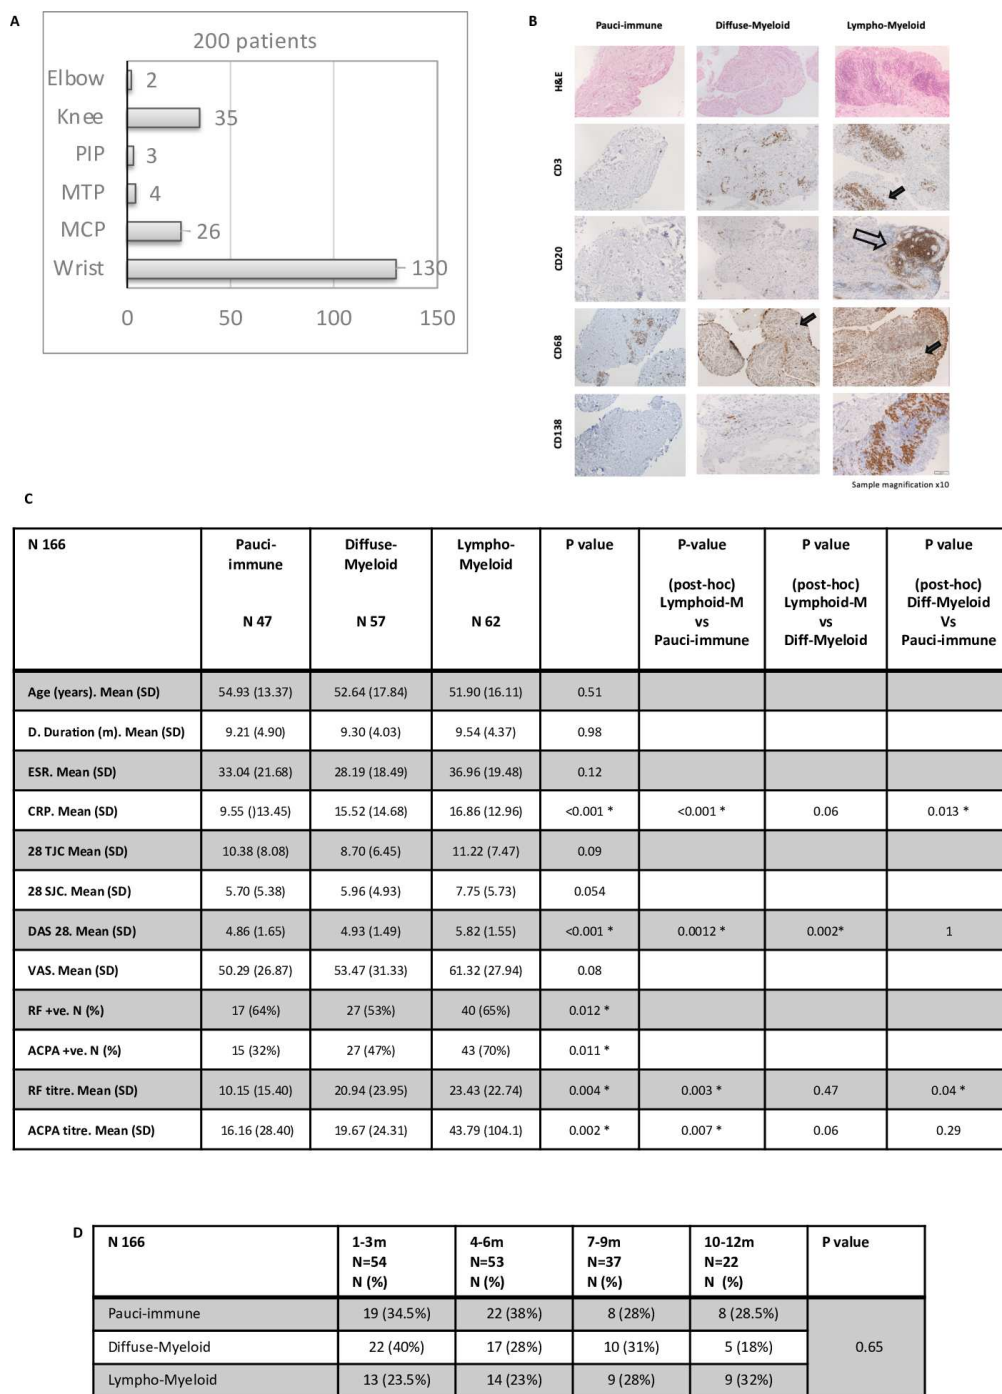 A
200 patients
Elbow 2
Knee 35
PIP 3
MTP 4
MCP 26
Wrist 130
0 50 100 150
B
Pauci-immune Diffuse-Myeloid Lympho-Myeloid
H&E
CD3
CD20
CD68
CD138
Sample magnification x10
C
N 166 Pauci-immune N 47 Diffuse-Myeloid N 57 Lympho-Myeloid N 62 P value P-value (post-hoc) Lymphoid-M vs Pauci-immune P value (post-hoc) Lymphoid-M vs Diff-Myeloid P value (post-hoc) Diff-Myeloid Vs Pauci-immune
Age (years). Mean (SD) 54.93 (13.37) 52.64 (17.84) 51.90 (16.11) 0.51
D. Duration (m). Mean (SD) 9.21 (4.90) 9.30 (4.03) 9.54 (4.37) 0.98
ESR. Mean (SD) 33.04 (21.68) 28.19 (18.49) 36.96 (19.48) 0.12
CRP. Mean (SD) 9.55 ()13.45) 15.52 (14.68) 16.86 (12.96) <0.001 * <0.001 * 0.06 0.013 *
28 TJC Mean (SD) 10.38 (8.08) 8.70 (6.45) 11.22 (7.47) 0.09
28 SJC. Mean (SD) 5.70 (5.38) 5.96 (4.93) 7.75 (5.73) 0.054
DAS 28. Mean (SD) 4.86 (1.65) 4.93 (1.49) 5.82 (1.55) <0.001 * 0.0012 * 0.002* 1
VAS. Mean (SD) 50.29 (26.87) 53.47 (31.33) 61.32 (27.94) 0.08
RF +ve. N (%) 17 (64%) 27 (53%) 40 (65%) 0.012 *
ACPA +ve. N (%) 15 (32%) 27 (47%) 43 (70%) 0.011 *
RF titre. Mean (SD) 10.15 (15.40) 20.94 (23.95) 23.43 (22.74) 0.004 * 0.003 * 0.47 0.04 *
ACPA titre. Mean (SD) 16.16 (28.40) 19.67 (24.31) 43.79 (104.1) 0.002 * 0.007 * 0.06 0.29
D
N 166 1-3m N=54 N (%) 4-6m N=53 N (%) 7-9m N=37 N (%) 10-12m N=22 N (%) P value
Pauci-immune 19 (34.5%) 22 (38%) 8 (28%) 8 (28.5%)
Diffuse-Myeloid 22 (40%) 17 (28%) 10 (31%) 5 (18%) 0.65
Lympho-Myeloid 13 (23.5%) 14 (23%) 9 (28%) 9 (32%)